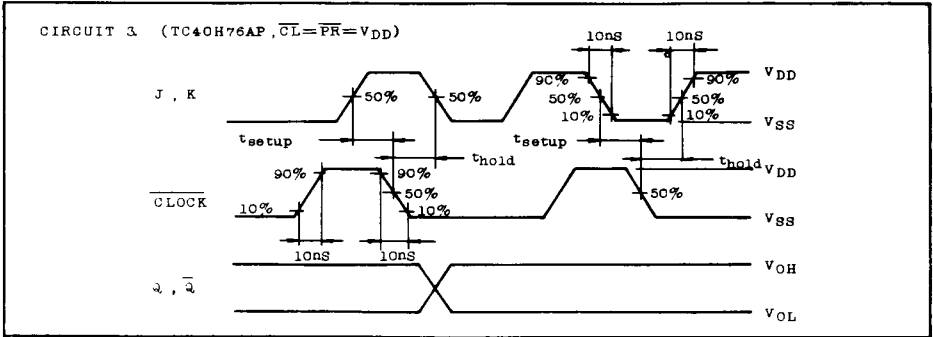 CIRCUIT 3. (TC40H76AP, CL=PR=VDD)
10nS 10nS
90% 90% VDD
J, K 50% 50% 50% 50%
10% 10% VSS
tsetup thold tsetup thold
90% 90% VDD
CLOCK 50% 50%
10% 10% VSS
10nS 10nS
VOH
Q, Q
VOL